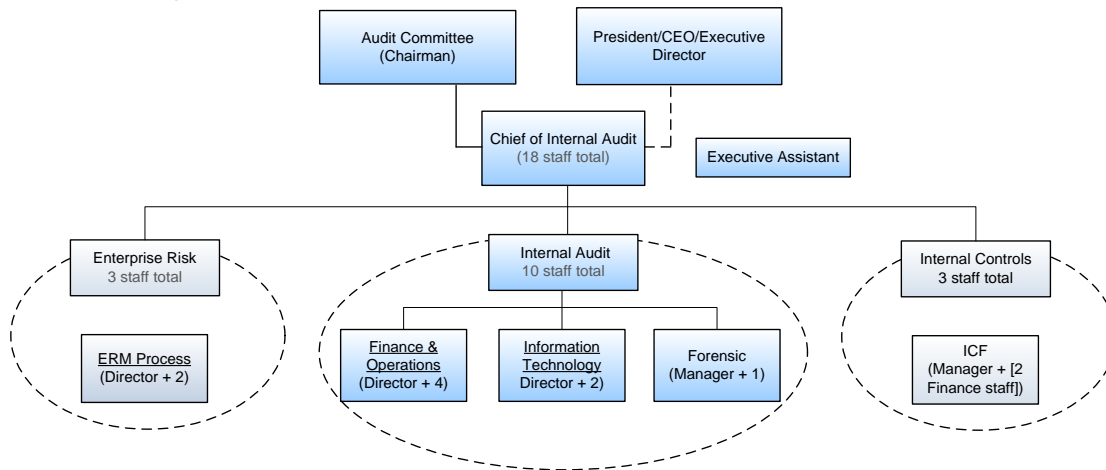 Audit Committee
(Chairman)
President/CEO/Executive
Director
Chief of Internal Audit
(18 staff total)
Executive Assistant
Enterprise Risk
3 staff total
Internal Audit
10 staff total
Internal Controls
3 staff total
ERM Process
(Director + 2)
Finance &
Operations
(Director + 4)
Information
Technology
Director + 2)
Forensic
(Manager + 1)
ICF
(Manager + [2
Finance staff])